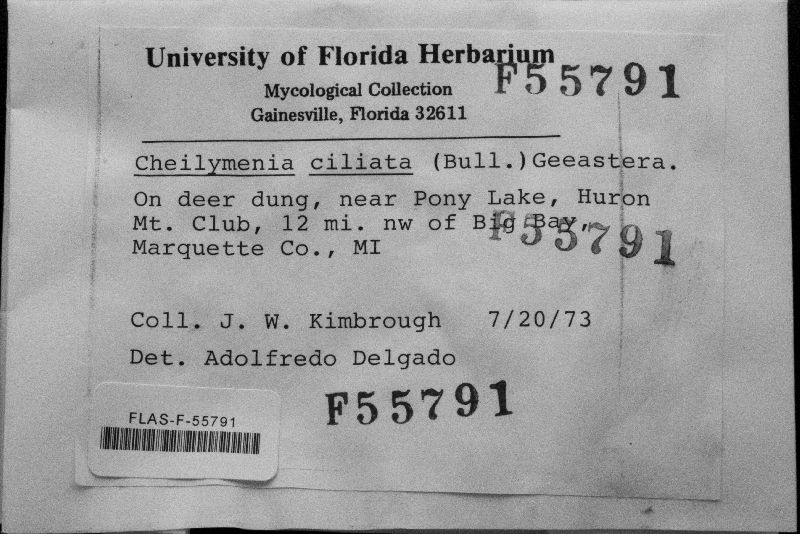 University of Florida Herbarium
F55791
Mycological Collection
Gainesville, Florida 32611
Cheilymenia ciliata (Bull.)Geeastera.
On deer dung, near Pony Lake, Huron
Mt. Club, 12 mi. nw of Big Bay,
F55791
Marquette Co., MI
Coll. J. W. Kimbrough 7/20/73
Det. Adolfredo Delgado
F55791
FLAS-F-55791